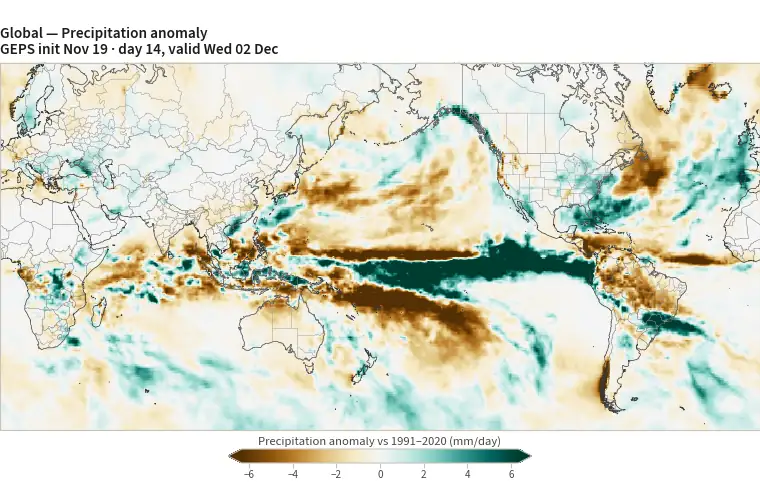 Global — Precipitation anomaly
GEPS init Nov 19 · day 14, valid Wed 02 Dec
Precipitation anomaly vs 1991–2020 (mm/day)
−6 −4 −2 0 2 4 6